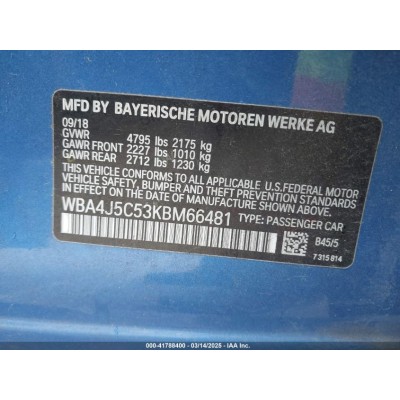 MFD BY BAYERISCHE MOTOREN WERKE AG
09/18
GVWR 4795 lbs 2175 kg
GAWR FRONT 2227 lbs 1010 kg
GAWR REAR 2712 lbs 1230 kg
THIS VEHICLE CONFORMS TO ALL APPLICABLE U.S.FEDERAL MOTOR
VEHICLE SAFETY, BUMPER, AND THEFT PREVENTION STANDARDS
IN EFFECT ON THE DATE OF MANUFACTURE SHOWN ABOVE.
WBA4J5C53KBM66481 TYPE: PASSENGER CAR
B45/5
7 315 814
000-41788400 - 03/14/2025 - IAA Inc.